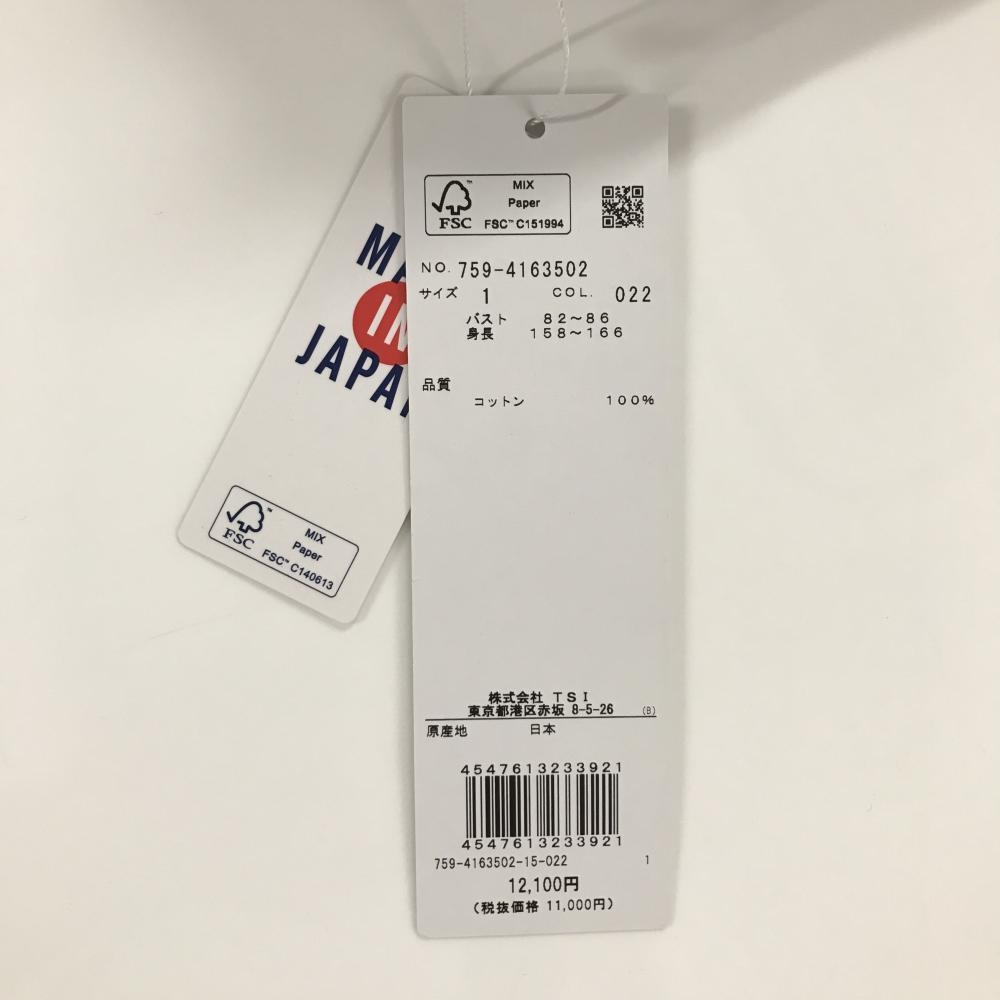 MIX
Paper
FSC™ C151994
FSC
NO. 759-4163502
サイズ 1 COL. 022
バスト 82～86
身長 158～166
品質
コットン 100%
株式会社 TSI
東京都港区赤坂 8-5-26 (B)
原産地 日本
4547613233921
4547613233921
759-4163502-15-022 1
12,100円
(税抜価格 11,000円)
IN
JAPA
MIX
Paper
FSC™ C140613
FSC